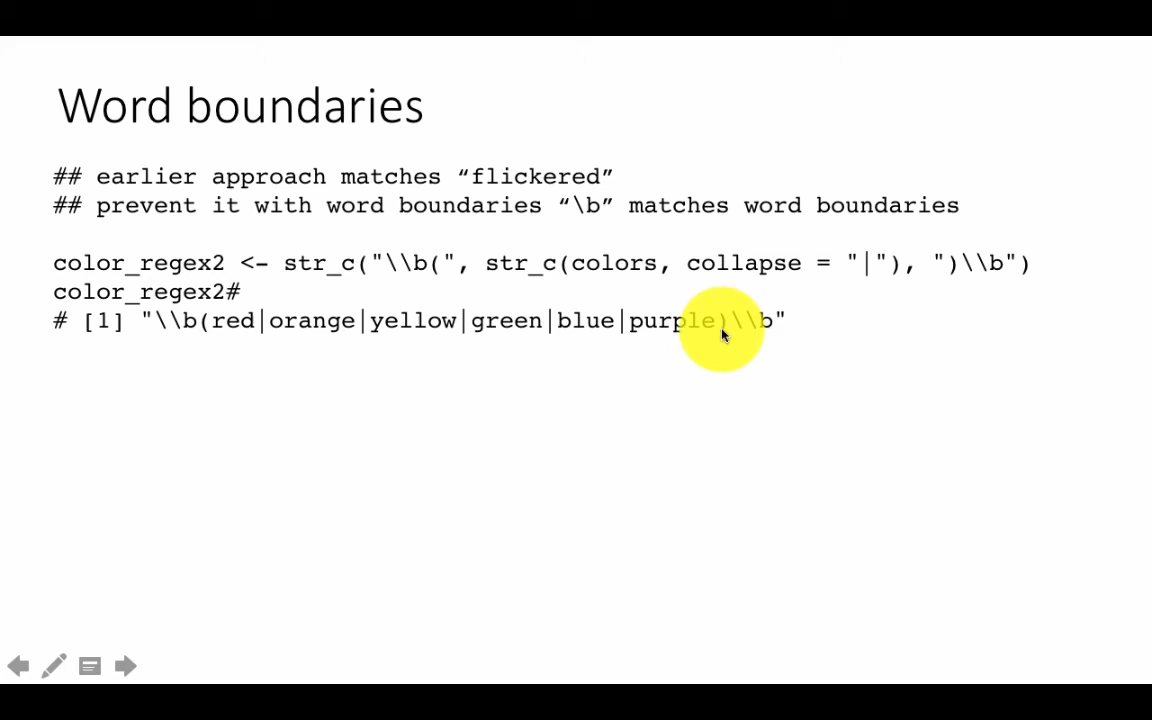 Word boundaries
## earlier approach matches “flickered”
## prevent it with word boundaries “\b” matches word boundaries
color_regex2 <- str_c("\\b(", str_c(colors, collapse = "|"), ")\\b")
color_regex2#
# [1] "\\b(red|orange|yellow|green|blue|purple)\\b"